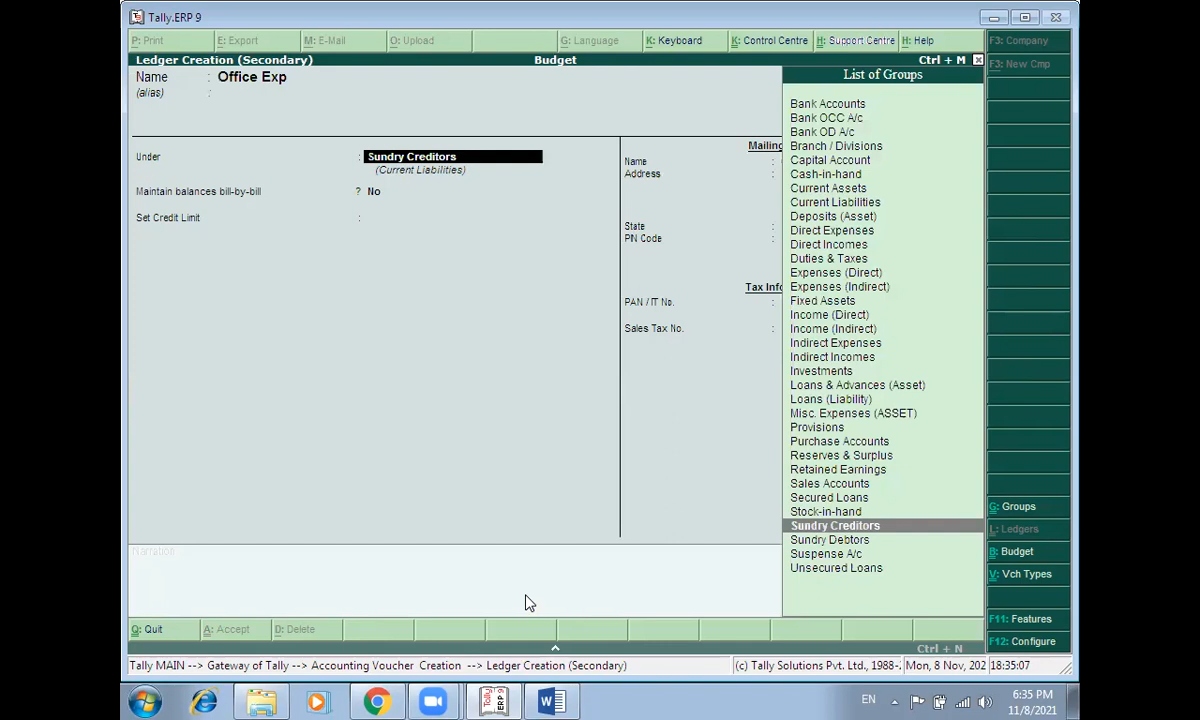 Tally.ERP 9
P: Print
E: Export
M: E-Mail
O: Upload
G: Language
K: Keyboard
K: Control Centre
H: Support Centre
H: Help
F3: Company
F3: New Cmp
Ledger Creation (Secondary)
Budget
Ctrl + M
Name : Office Exp
(alias) :
List of Groups
Under : Sundry Creditors
(Current Liabilities)
Maintain balances bill-by-bill ? No
Set Credit Limit :
Mailing
Name :
Address :
State :
PIN Code :
PAN / IT No. :
Sales Tax No. :
Bank Accounts
Bank OCC A/c
Bank OD A/c
Branch / Divisions
Capital Account
Cash-in-hand
Current Assets
Current Liabilities
Deposits (Asset)
Direct Expenses
Direct Incomes
Duties & Taxes
Expenses (Direct)
Expenses (Indirect)
Fixed Assets
Income (Direct)
Income (Indirect)
Indirect Expenses
Indirect Incomes
Investments
Loans & Advances (Asset)
Loans (Liability)
Misc. Expenses (ASSET)
Provisions
Purchase Accounts
Reserves & Surplus
Retained Earnings
Sales Accounts
Secured Loans
Stock-in-hand
Sundry Creditors
Sundry Debtors
Suspense A/c
Unsecured Loans
G: Groups
L: Ledgers
B: Budget
V: Vch Types
F11: Features
F12: Configure
Narration
Q: Quit
A: Accept
D: Delete
Ctrl + N
Tally MAIN --> Gateway of Tally --> Accounting Voucher Creation --> Ledger Creation (Secondary)
(c) Tally Solutions Pvt. Ltd., 1988-
Mon, 8 Nov, 202
18:35:07
EN
6:35 PM
11/8/2021